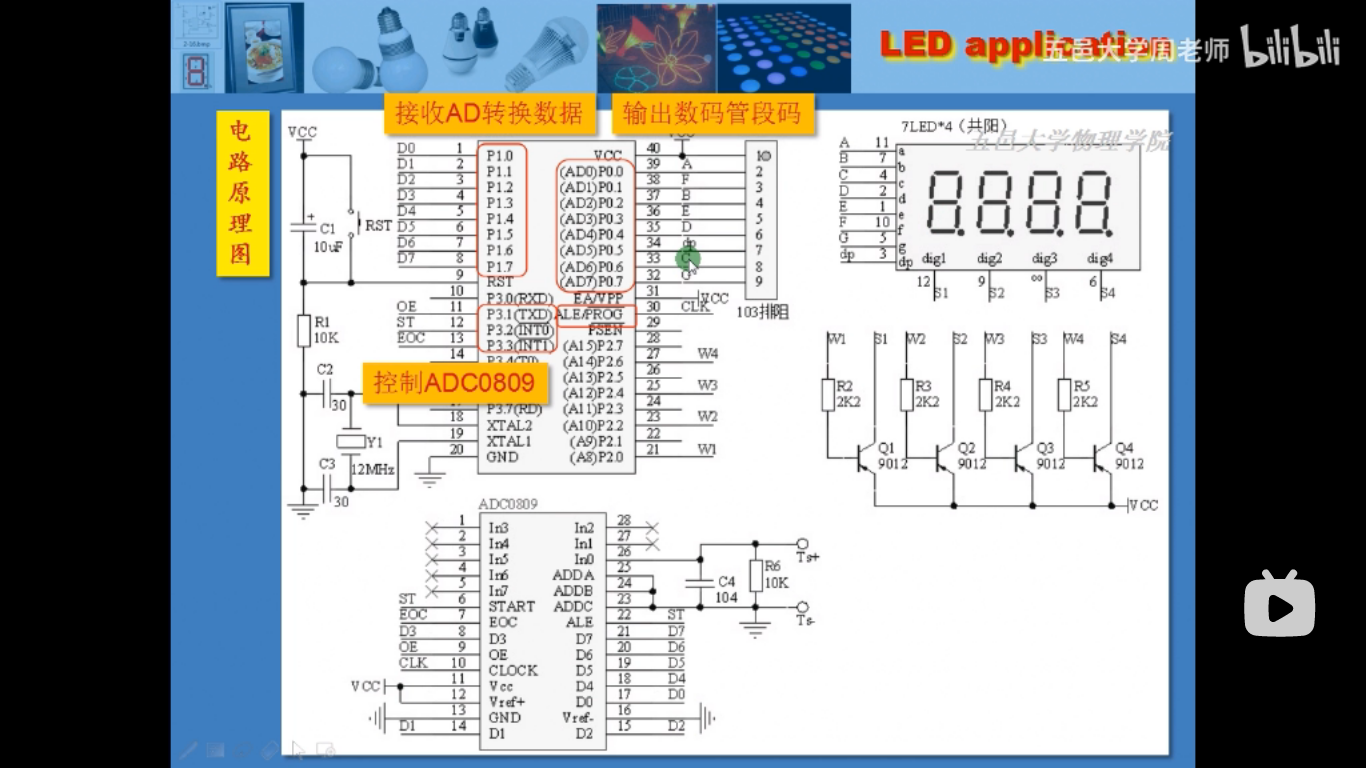 2-16.bmp
LED application
五邑大学周老师
bilibili
电路原理图
接收AD转换数据
输出数码管段码
五邑大学物理学院
VCC
C1
10uF
RST
R1
10K
C2
30
Y1
12MHz
C3
30
D0 1 P1.0
D1 2 P1.1
D2 3 P1.2
D3 4 P1.3
D4 5 P1.4
D5 6 P1.5
D6 7 P1.6
D7 8 P1.7
9 RST
10 P3.0(RXD)
OE 11 P3.1(TXD)
ST 12 P3.2(INT0)
EOC 13 P3.3(INT1)
14 P3.4(T0)
控制ADC0809
P3.7(RD)
18 XTAL2
19 XTAL1
20 GND
VCC 40
(AD0)P0.0 39 A
(AD1)P0.1 38 F
(AD2)P0.2 37 B
(AD3)P0.3 36 E
(AD4)P0.4 35 D
(AD5)P0.5 34 dp
(AD6)P0.6 33 C
(AD7)P0.7 32 G
EA/VPP 31 VCC
ALE/PROG 30 CLK
PSEN 29
(A15)P2.7 28
(A14)P2.6 27 W4
(A13)P2.5 26
(A12)P2.4 25 W3
(A11)P2.3 24
(A10)P2.2 23 W2
(A9)P2.1 22
(A8)P2.0 21 W1
1
2
3
4
5
6
7
8
9
103排阻
7LED*4（共阳）
A 11 a
B 7 b
C 4 c
D 2 d
E 1 e
F 10 f
G 5 g
dp 3 dp
dig1 dig2 dig3 dig4
12 9 8 6
S1 S2 S3 S4
W1 S1 W2 S2 W3 S3 W4 S4
R2 R3 R4 R5
2K2 2K2 2K2 2K2
Q1 Q2 Q3 Q4
9012 9012 9012 9012
VCC
ADC0809
1 In3
2 In4
3 In5
4 In6
5 In7
ST 6 START
EOC 7 EOC
D3 8 D3
OE 9 OE
CLK 10 CLOCK
VCC 11 Vcc
12 Vref+
13 GND
D1 14 D1
In2 28
In1 27
In0 26
ADDA 25
ADDB 24
ADDC 23
ALE 22 ST
D7 21 D7
D6 20 D6
D5 19 D5
D4 18 D4
D0 17 D0
Vref- 16
D2 15 D2
C4
104
R6
10K
Ts+
Ts-